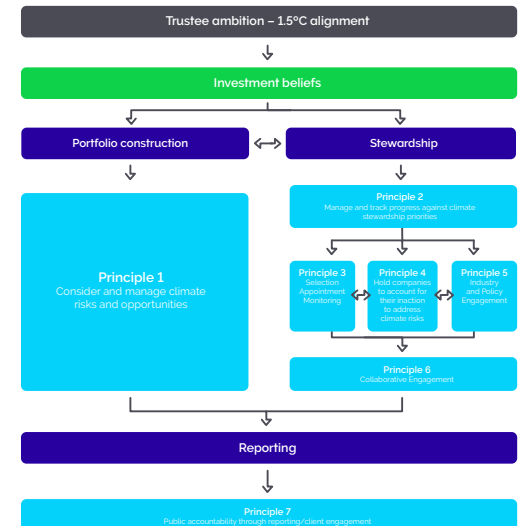 Trustee ambition – 1.5ºC alignment
Investment beliefs
Portfolio construction
Stewardship
Principle 1
Consider and manage climate
risks and opportunities
Principle 2
Manage and track progress against climate
stewardship priorities
Principle 3
Selection
Appointment
Monitoring
Principle 4
Hold companies
to account for
their inaction
to address
climate risks
Principle 5
Industry
and Policy
Engagement
Principle 6
Collaborative Engagement
Reporting
Principle 7
Public accountability through reporting/client engagement